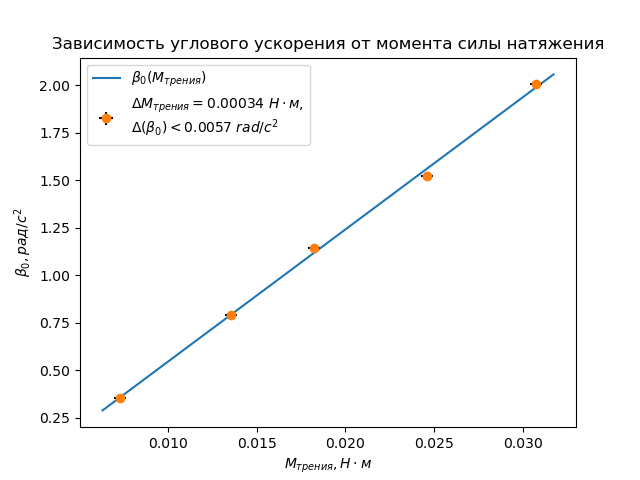 Зависимость углового ускорения от момента силы натяжения
β₀(Mтрения)
ΔMтрения = 0.00034 Н · м,
Δ(β₀) < 0.0057 rad/c²
2.00
1.75
1.50
1.25
1.00
0.75
0.50
0.25
β₀, рад/с²
0.010
0.015
0.020
0.025
0.030
Mтрения, Н · м